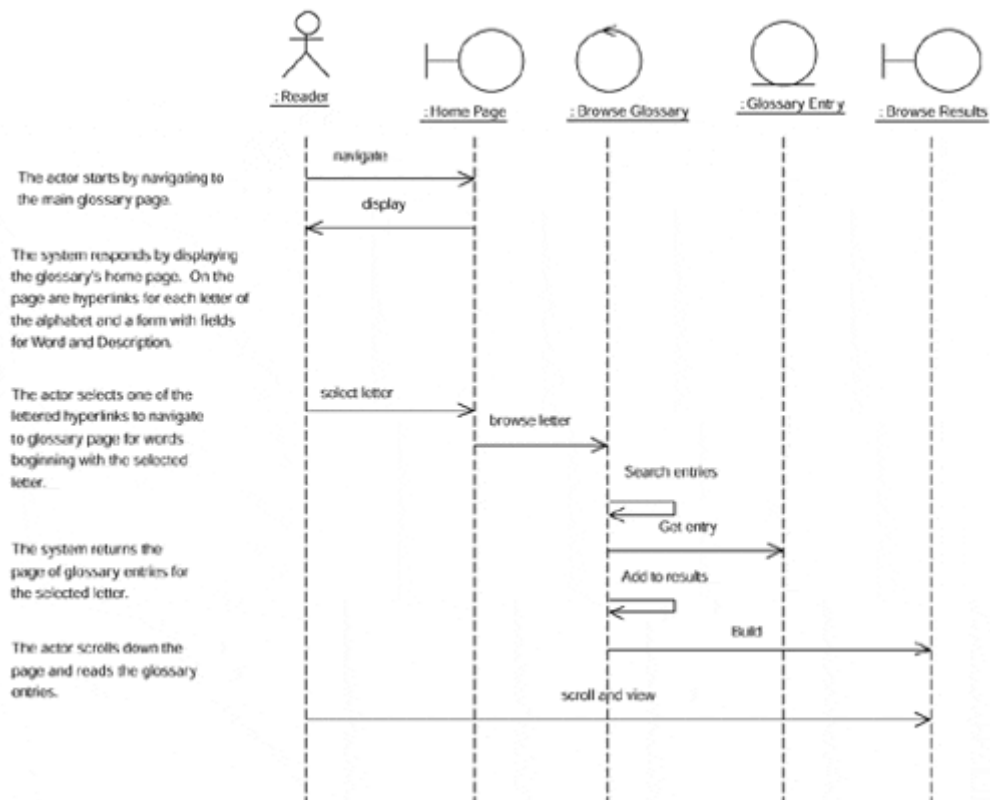 :Reader
:Home Page
:Browse Glossary
:Glossary Entry
:Browse Results
navigate
The actor starts by navigating to
the main glossary page.
display
The system responds by displaying
the glossary's home page. On the
page are hyperlinks for each letter of
the alphabet and a form with fields
for Word and Description.
The actor selects one of the
lettered hyperlinks to navigate
to glossary page for words
beginning with the selected
letter.
select letter
browse letter
Search entries
Get entry
The system returns the
page of glossary entries for
the selected letter.
Add to results
Build
The actor scrolls down the
page and reads the glossary
entries.
scroll and view